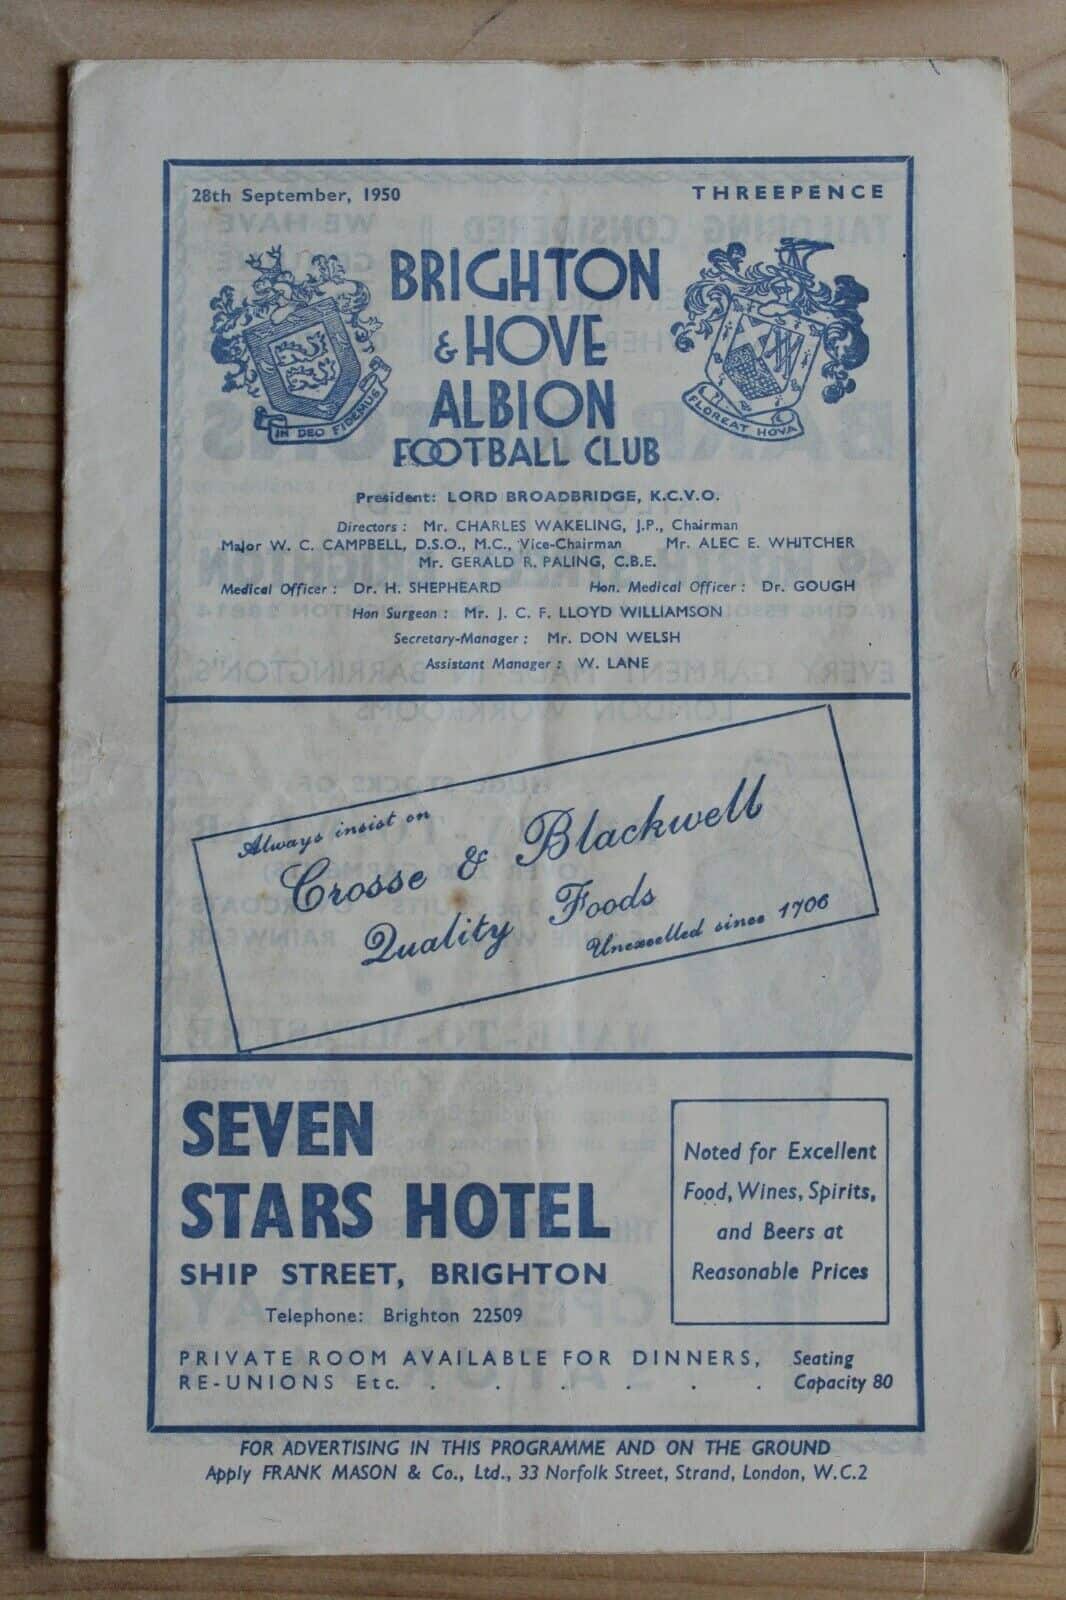 28th September, 1950 THREEPENCE
BRIGHTON
& HOVE
ALBION
FOOTBALL CLUB
IN DEO FIDEMUS
FLOREAT HOVA
President: LORD BROADBRIDGE, K.C.V.O.
Directors: Mr. CHARLES WAKELING, J.P., Chairman
Major W. C. CAMPBELL, D.S.O., M.C., Vice-Chairman Mr. ALEC E. WHITCHER
Mr. GERALD R. PALING, C.B.E.
Medical Officer: Dr. H. SHEPHEARD Hon. Medical Officer: Dr. GOUGH
Hon Surgeon: Mr. J. C. F. LLOYD WILLIAMSON
Secretary-Manager: Mr. DON WELSH
Assistant Manager: W. LANE
Always insist on
Crosse & Blackwell
Quality Foods
Unexcelled since 1706
SEVEN
STARS HOTEL
SHIP STREET, BRIGHTON
Telephone: Brighton 22509
Noted for Excellent
Food, Wines, Spirits,
and Beers at
Reasonable Prices
PRIVATE ROOM AVAILABLE FOR DINNERS, Seating
RE-UNIONS Etc. . . . . . . Capacity 80
FOR ADVERTISING IN THIS PROGRAMME AND ON THE GROUND
Apply FRANK MASON & Co., Ltd., 33 Norfolk Street, Strand, London, W.C.2